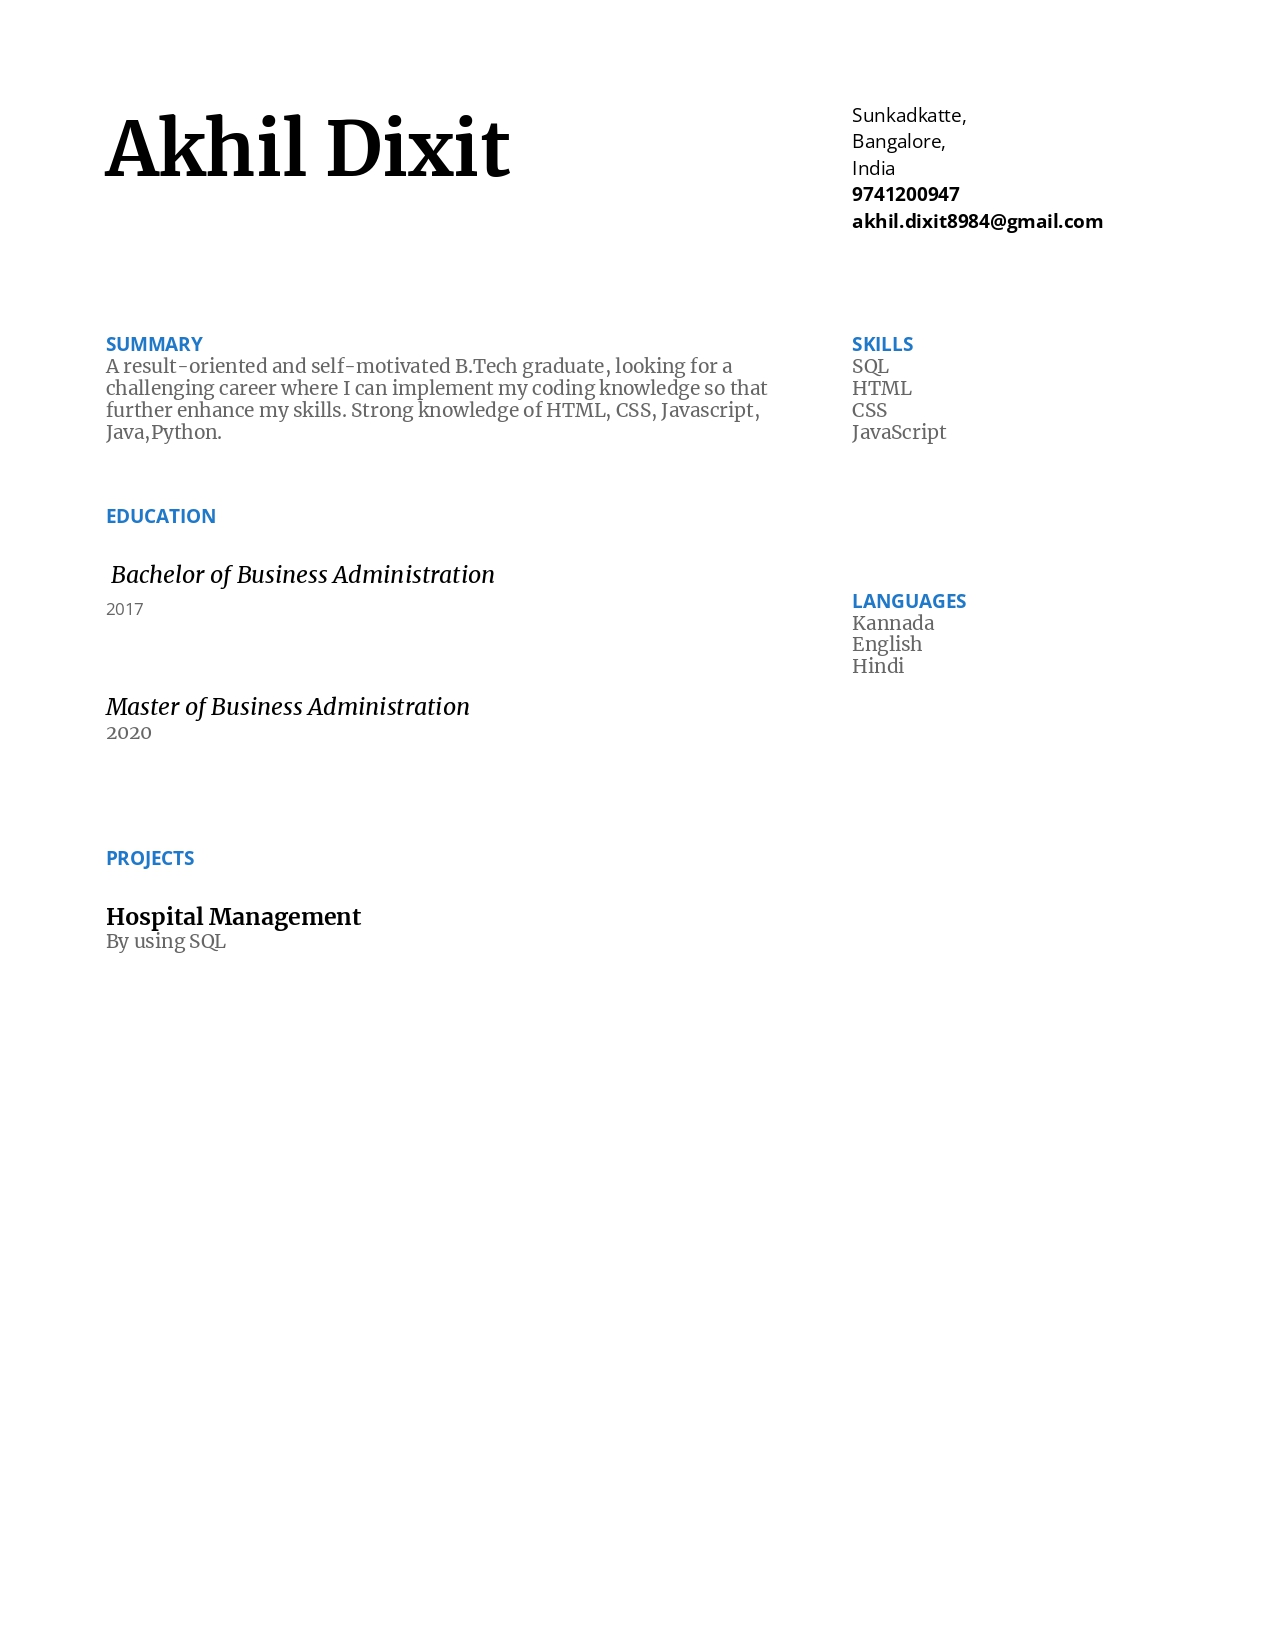 Akhil Dixit
Sunkadkatte,
Bangalore,
India
9741200947
akhil.dixit8984@gmail.com
SUMMARY
A result-oriented and self-motivated B.Tech graduate, looking for a
challenging career where I can implement my coding knowledge so that
further enhance my skills. Strong knowledge of HTML, CSS, Javascript,
Java,Python.
EDUCATION
Bachelor of Business Administration
2017
Master of Business Administration
2020
PROJECTS
Hospital Management
By using SQL
SKILLS
SQL
HTML
CSS
JavaScript
LANGUAGES
Kannada
English
Hindi